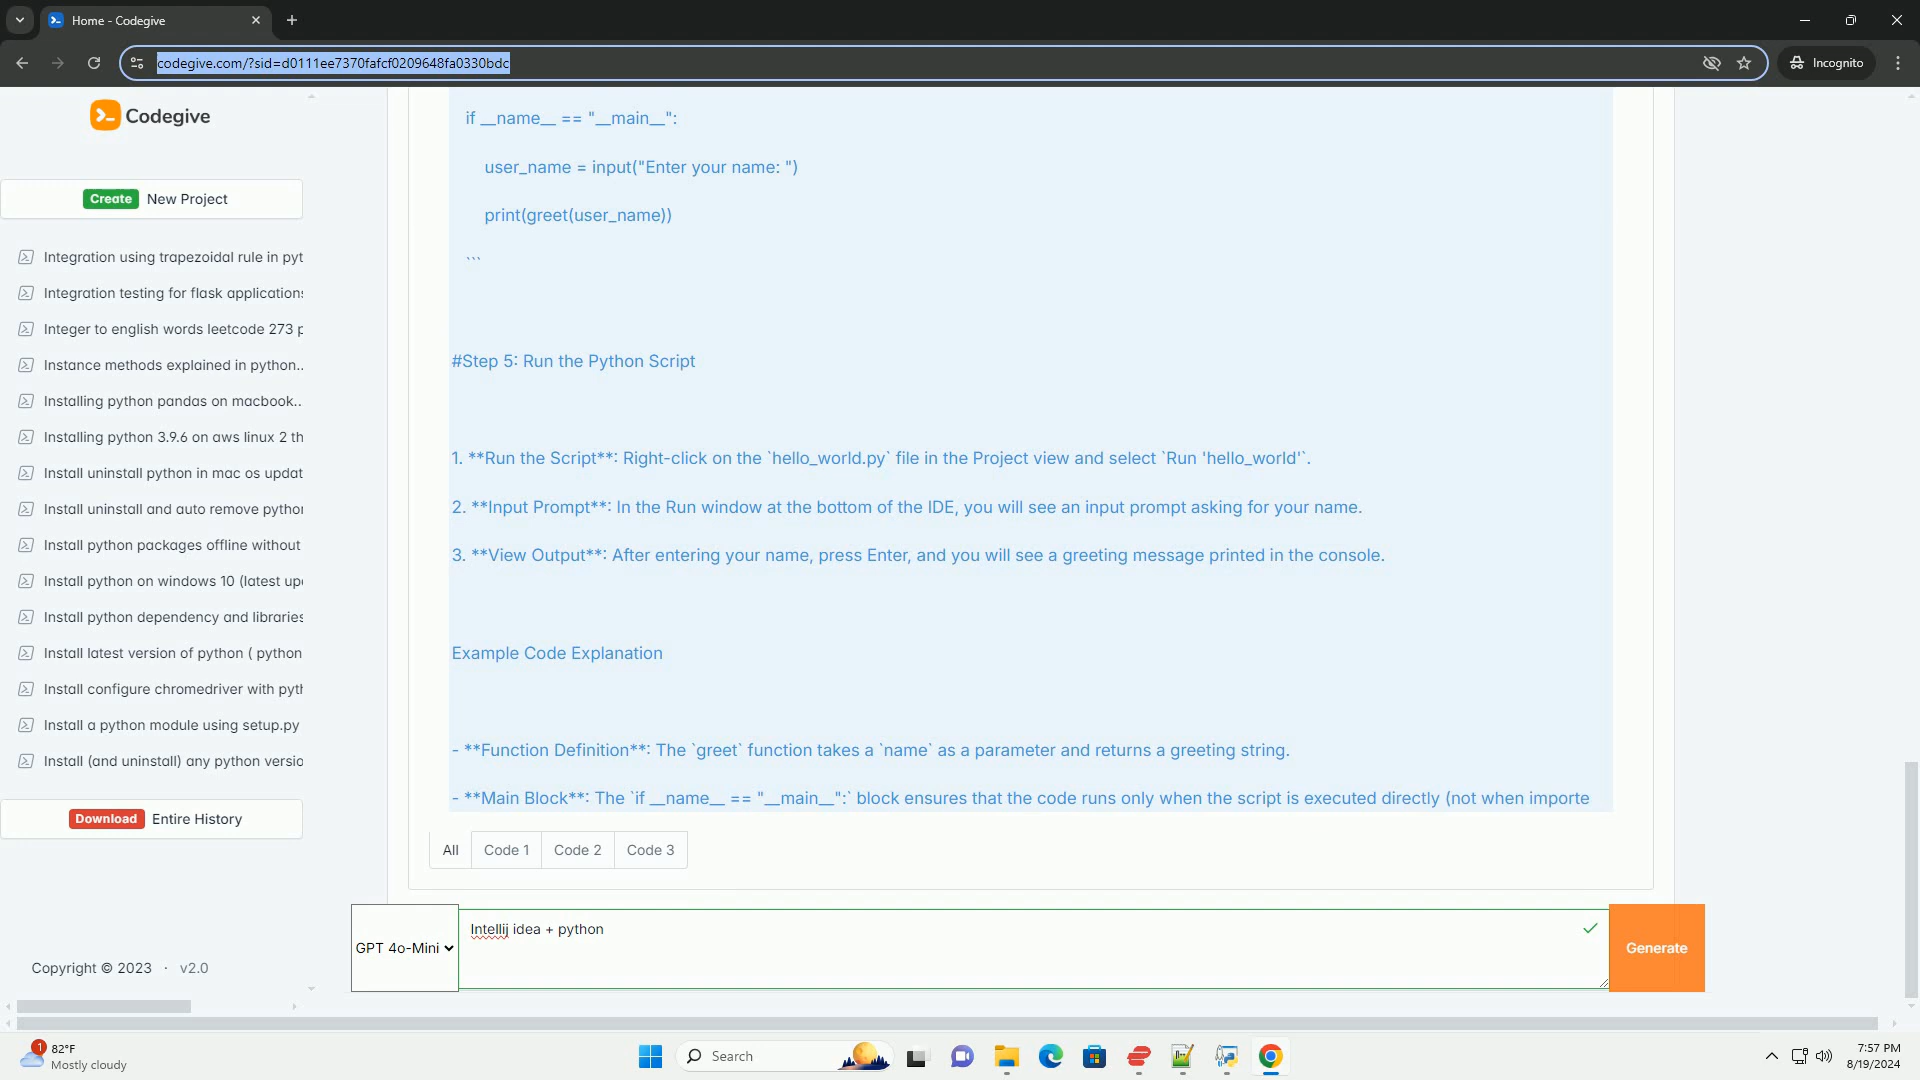 Home - Codegive
codegive.com/?sid=d0111ee7370fafcf0209648fa0330bdc
Incognito
Codegive
Create New Project
Integration using trapezoidal rule in pyt
Integration testing for flask applications
Integer to english words leetcode 273 p
Instance methods explained in python..
Installing python pandas on macbook..
Installing python 3.9.6 on aws linux 2 th
Install uninstall python in mac os updat
Install uninstall and auto remove python
Install python packages offline without
Install python on windows 10 (latest upd
Install python dependency and libraries
Install latest version of python ( python
Install configure chromedriver with pyth
Install a python module using setup.py
Install (and uninstall) any python versio
Download Entire History
Copyright © 2023 · v2.0
if __name__ == "__main__":
user_name = input("Enter your name: ")
print(greet(user_name))
```
#Step 5: Run the Python Script
1. **Run the Script**: Right-click on the `hello_world.py` file in the Project view and select `Run 'hello_world'`.
2. **Input Prompt**: In the Run window at the bottom of the IDE, you will see an input prompt asking for your name.
3. **View Output**: After entering your name, press Enter, and you will see a greeting message printed in the console.
Example Code Explanation
- **Function Definition**: The `greet` function takes a `name` as a parameter and returns a greeting string.
- **Main Block**: The `if __name__ == "__main__":` block ensures that the code runs only when the script is executed directly (not when importe
All Code 1 Code 2 Code 3
GPT 4o-Mini
Intellij idea + python
Generate
1
82°F
Mostly cloudy
Search
7:57 PM
8/19/2024